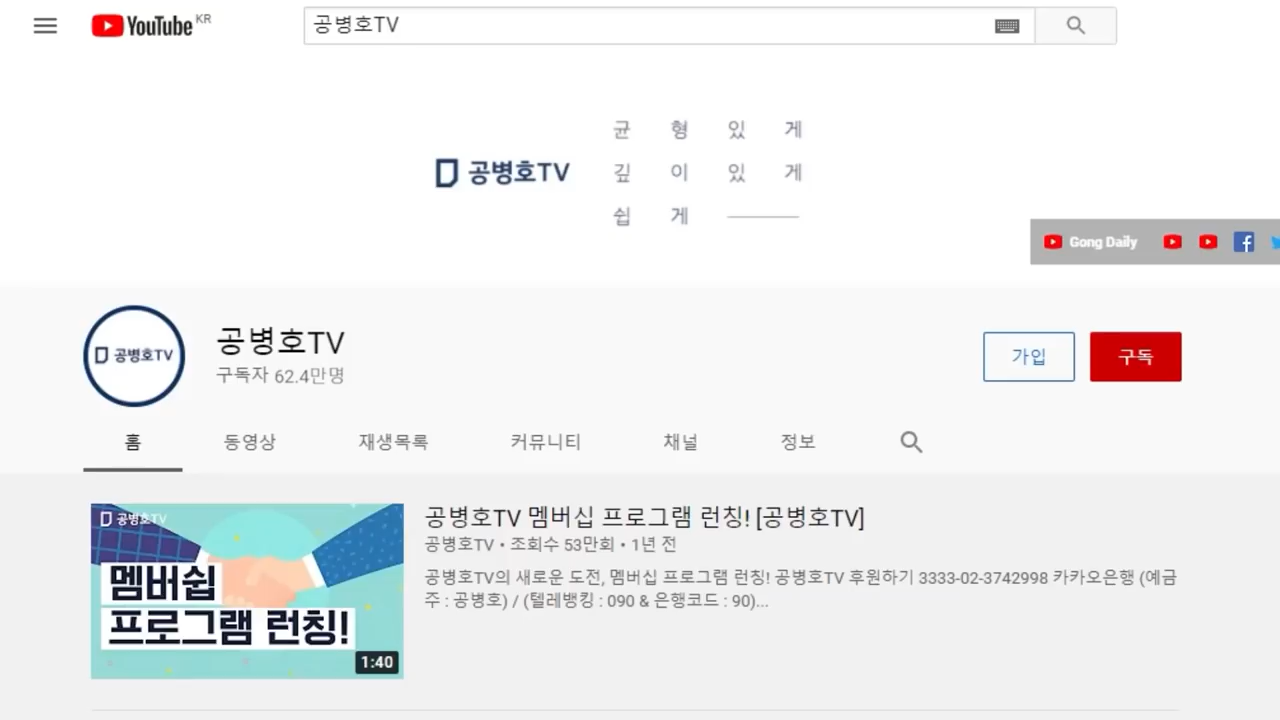 YouTube KR
공병호TV
공병호TV
균 형 있 게
깊 이 있 게
쉽 게
Gong Daily
공병호TV
공병호TV
구독자 62.4만명
가입
구독
홈
동영상
재생목록
커뮤니티
채널
정보
공병호TV
멤버쉽
프로그램 런칭!
1:40
공병호TV 멤버십 프로그램 런칭! [공병호TV]
공병호TV • 조회수 53만회 • 1년 전
공병호TV의 새로운 도전, 멤버십 프로그램 런칭! 공병호TV 후원하기 3333-02-3742998 카카오은행 (예금
주 : 공병호) / (텔레뱅킹 : 090 & 은행코드 : 90)...